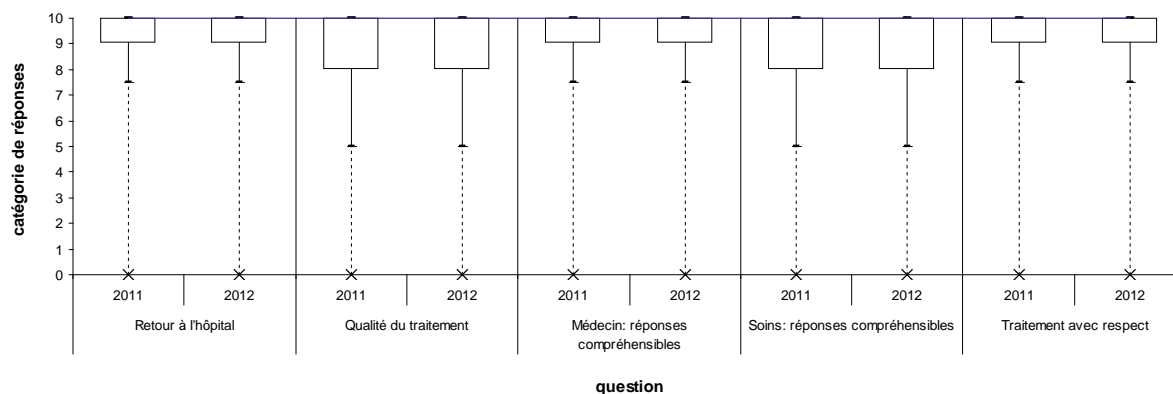 catégorie de réponses
10
9
8
7
6
5
4
3
2
1
0
2011 2012 2011 2012 2011 2012 2011 2012 2011 2012
Retour à l'hôpital Qualité du traitement Médecin: réponses Soins: réponses compréhensibles Traitement avec respect
compréhensibles
question